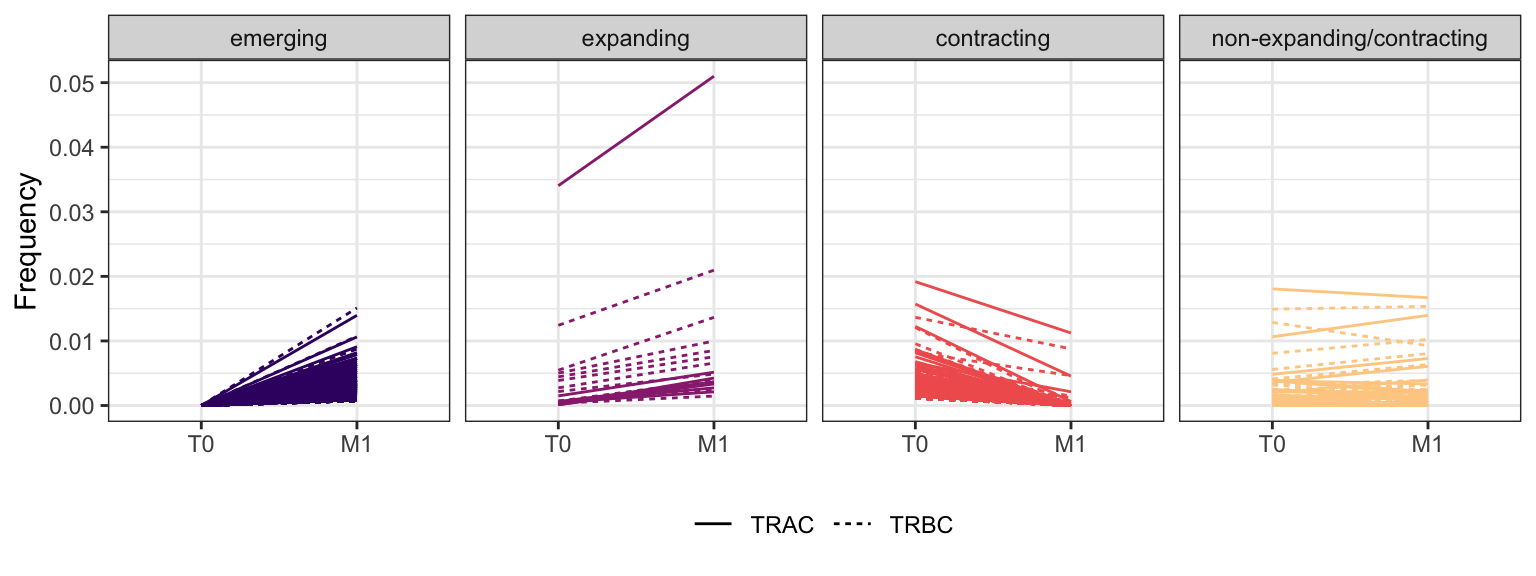 emerging expanding contracting non-expanding/contracting
Frequency
0.05
0.04
0.03
0.02
0.01
0.00
T0 M1 T0 M1 T0 M1 T0 M1
TRAC TRBC